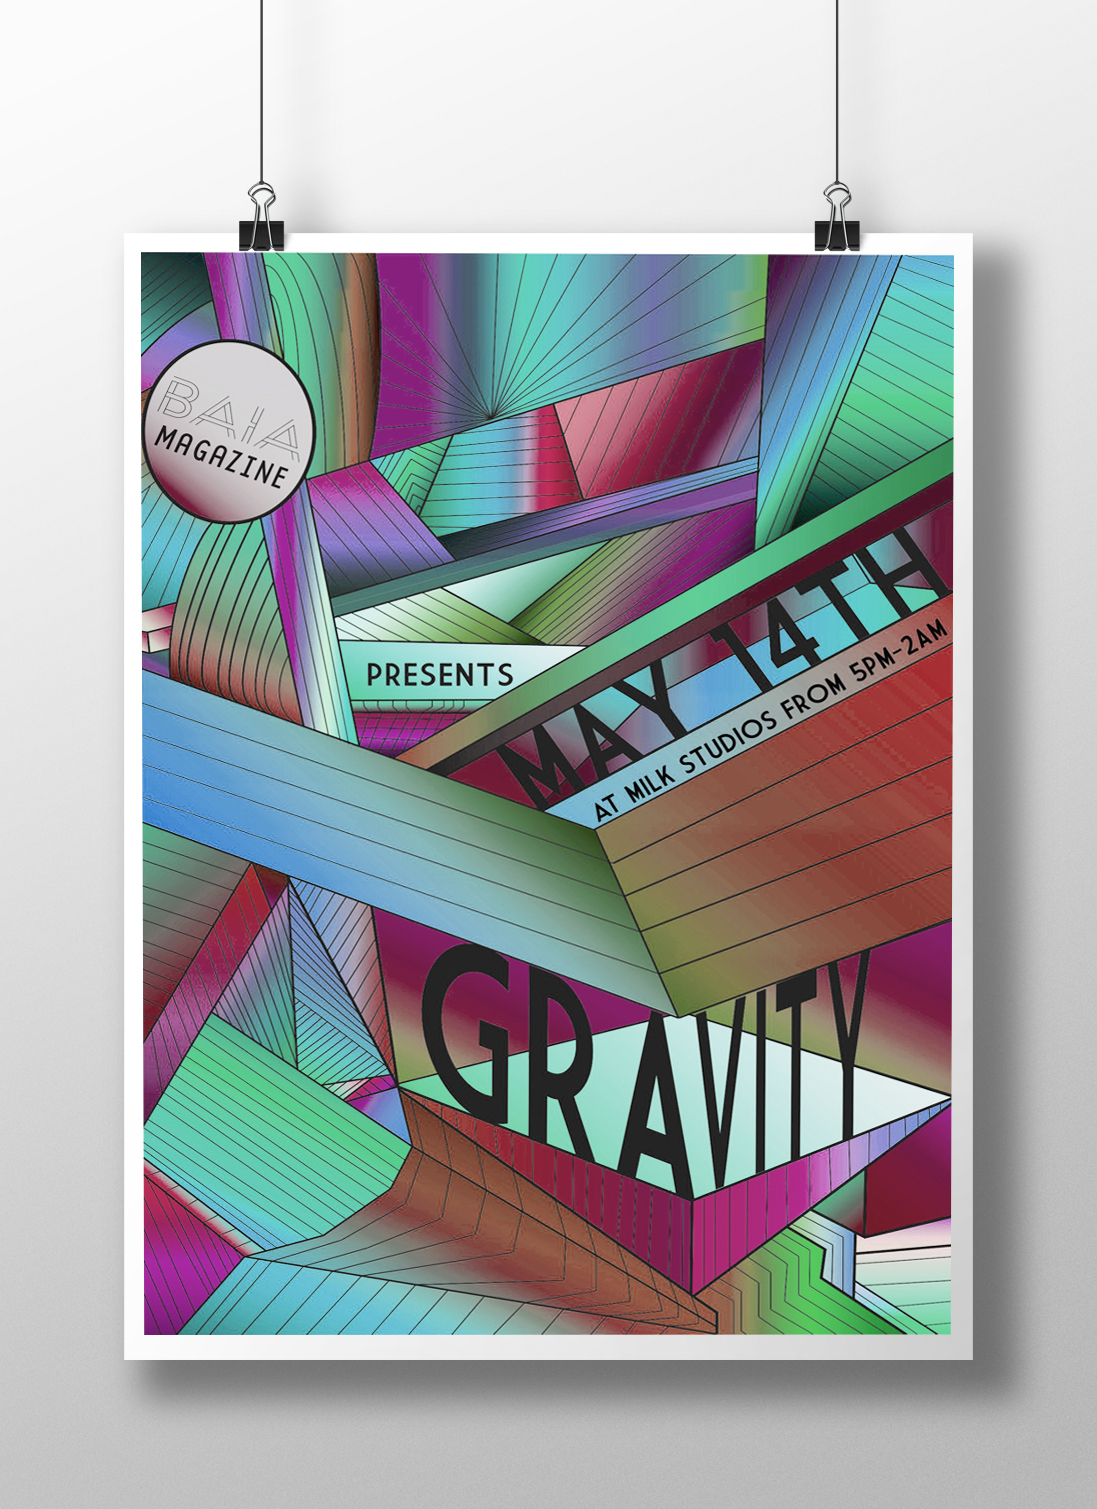 BAIA
MAGAZINE
PRESENTS
MAY 14TH
AT MILK STUDIOS FROM 5PM-2AM
GRAVITY